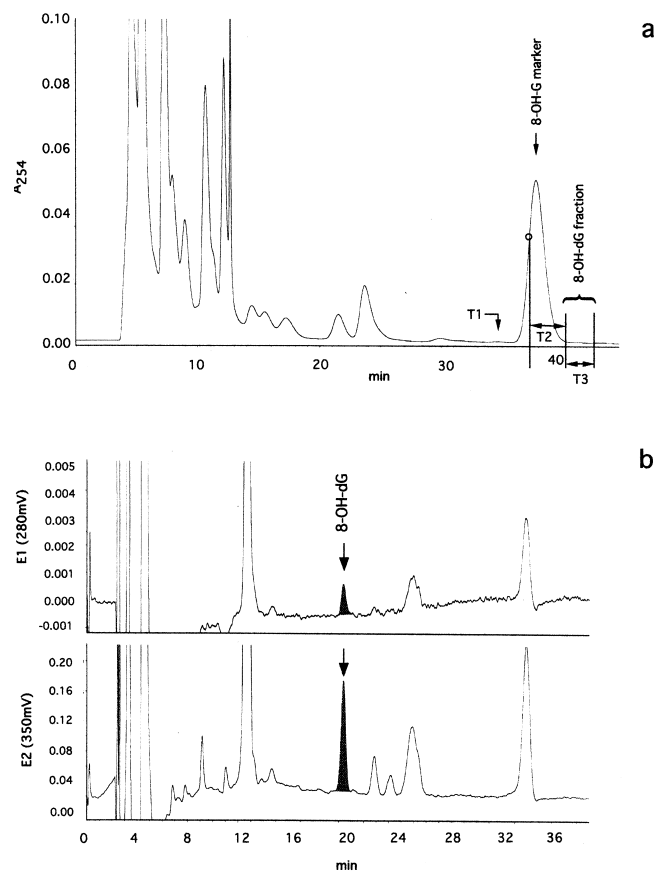 a
0.10
0.08
0.06
0.04
0.02
0.00
A254
8-OH-G marker
8-OH-dG fraction
T1
T2
T3
0
10
20
30
40
min
b
0.005
0.004
0.003
0.002
0.001
0.000
-0.001
E1 (280mV)
8-OH-dG
0.20
0.16
0.12
0.08
0.04
0.00
E2 (350mV)
0
4
8
12
16
20
24
28
32
36
min